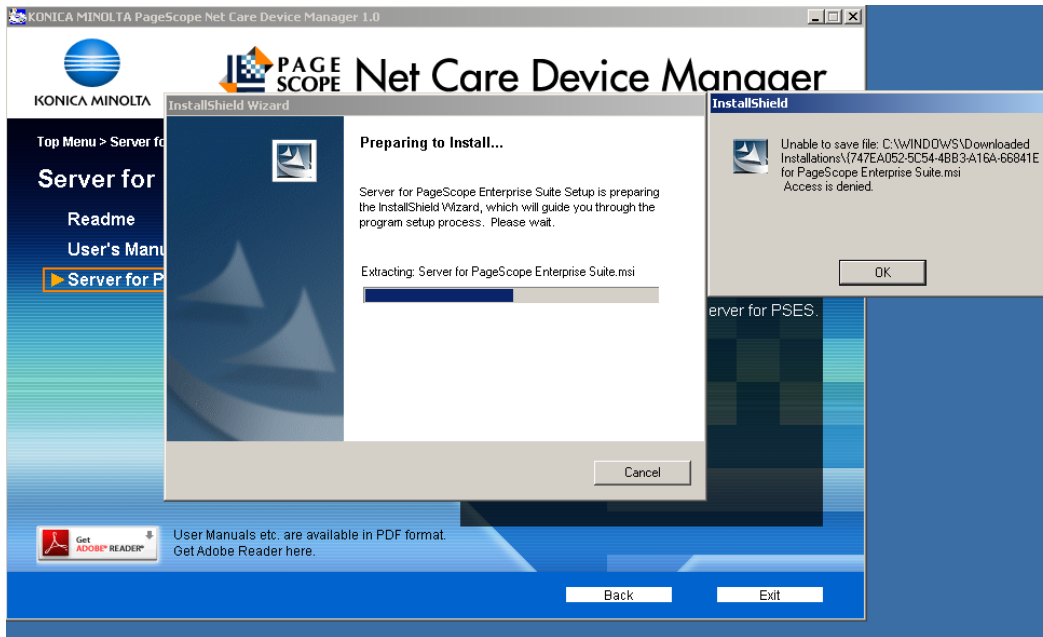 KONICA MINOLTA PageScope Net Care Device Manager 1.0
KONICA MINOLTA
PAGE SCOPE Net Care Device Manager
InstallShield Wizard
InstallShield
Top Menu > Server fo
Server for
Readme
User's Manu
Server for P
Preparing to Install...
Server for PageScope Enterprise Suite Setup is preparing
the InstallShield Wizard, which will guide you through the
program setup process. Please wait.
Extracting: Server for PageScope Enterprise Suite.msi
Cancel
Unable to save file: C:\WINDOWS\Downloaded
Installations\{747EA052-5C54-4BB3-A16A-66841E
for PageScope Enterprise Suite.msi
Access is denied.
OK
erver for PSES.
Get
ADOBE® READER®
User Manuals etc. are available in PDF format.
Get Adobe Reader here.
Back
Exit